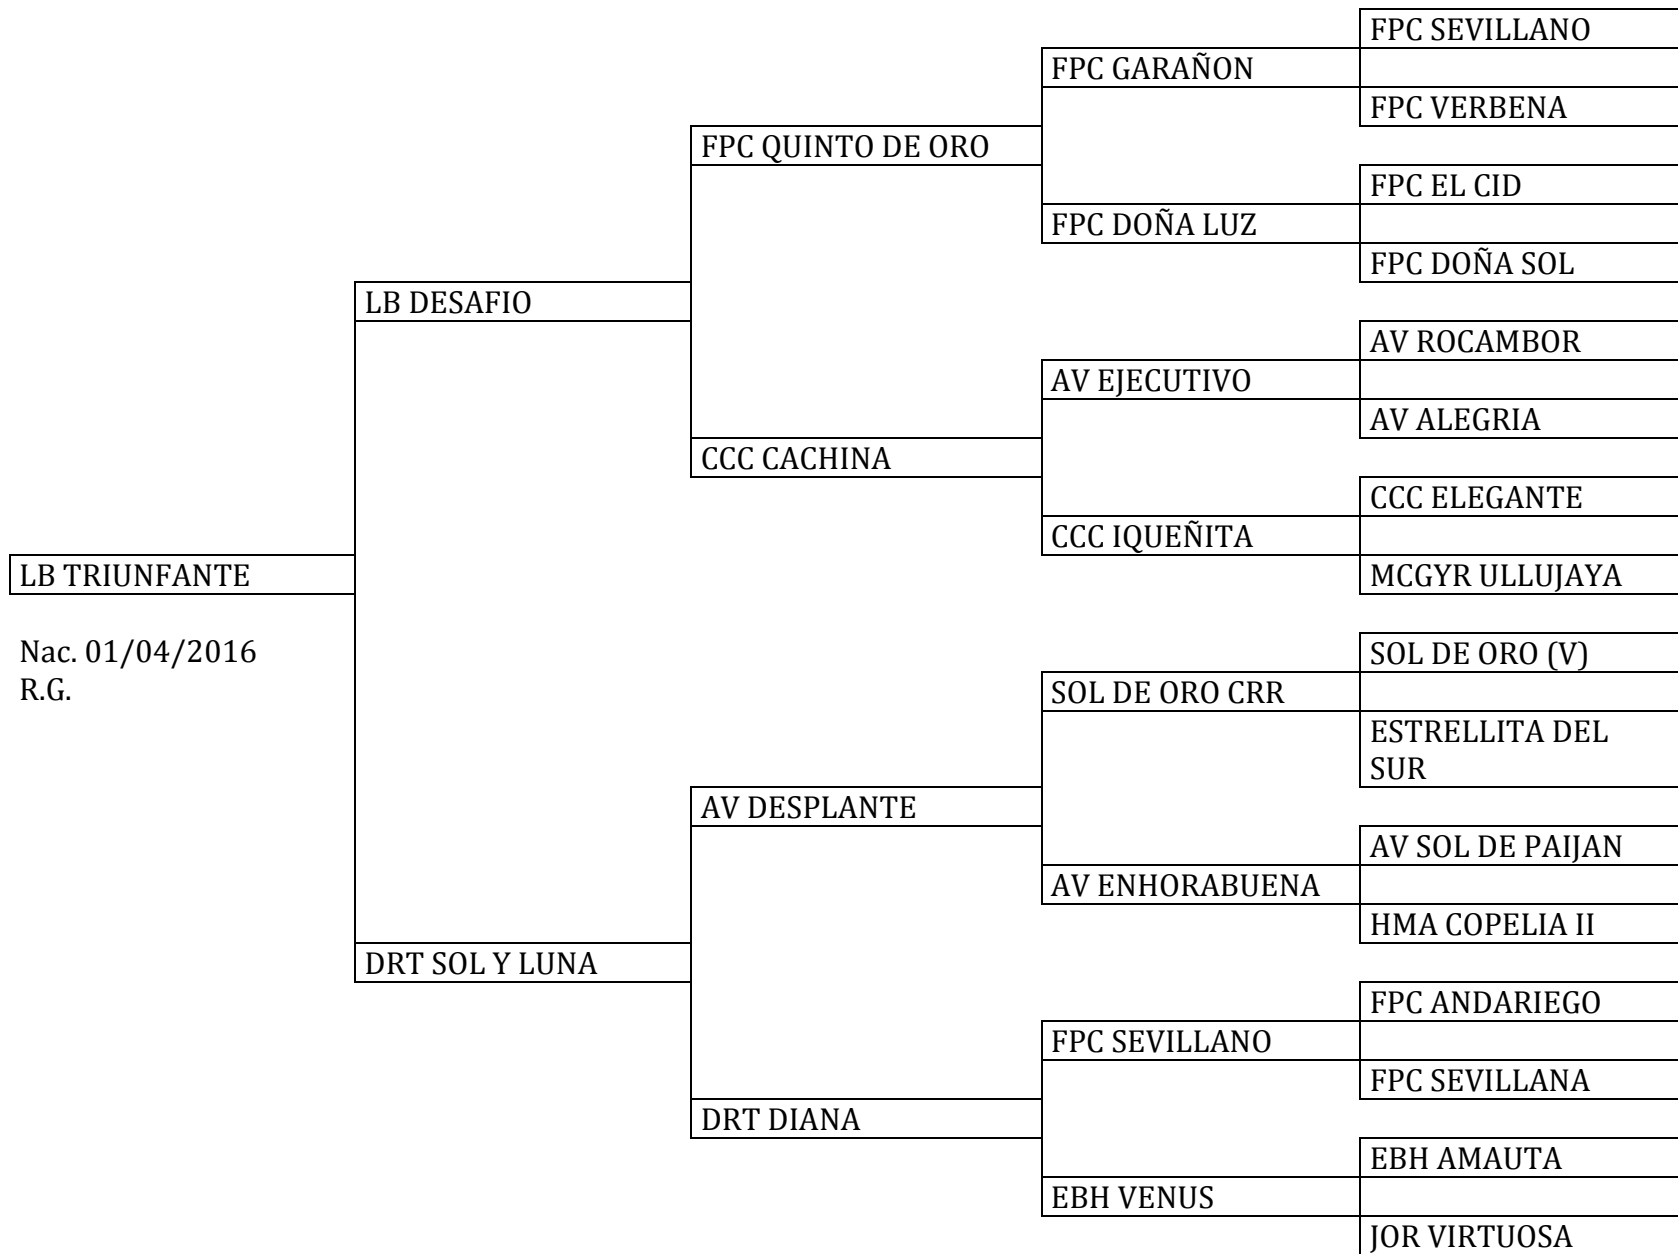 FPC SEVILLANO
FPC GARAÑON
FPC VERBENA
FPC QUINTO DE ORO
FPC EL CID
FPC DOÑA LUZ
FPC DOÑA SOL
LB DESAFIO
AV ROCAMBOR
AV EJECUTIVO
AV ALEGRIA
CCC CACHINA
CCC ELEGANTE
CCC IQUEÑITA
LB TRIUNFANTE
MCGYR ULLUJAYA
Nac. 01/04/2016
R.G.
SOL DE ORO (V)
SOL DE ORO CRR
ESTRELLITA DEL
SUR
AV DESPLANTE
AV SOL DE PAIJAN
AV ENHORABUENA
HMA COPELIA II
DRT SOL Y LUNA
FPC ANDARIEGO
FPC SEVILLANO
FPC SEVILLANA
DRT DIANA
EBH AMAUTA
EBH VENUS
JOR VIRTUOSA